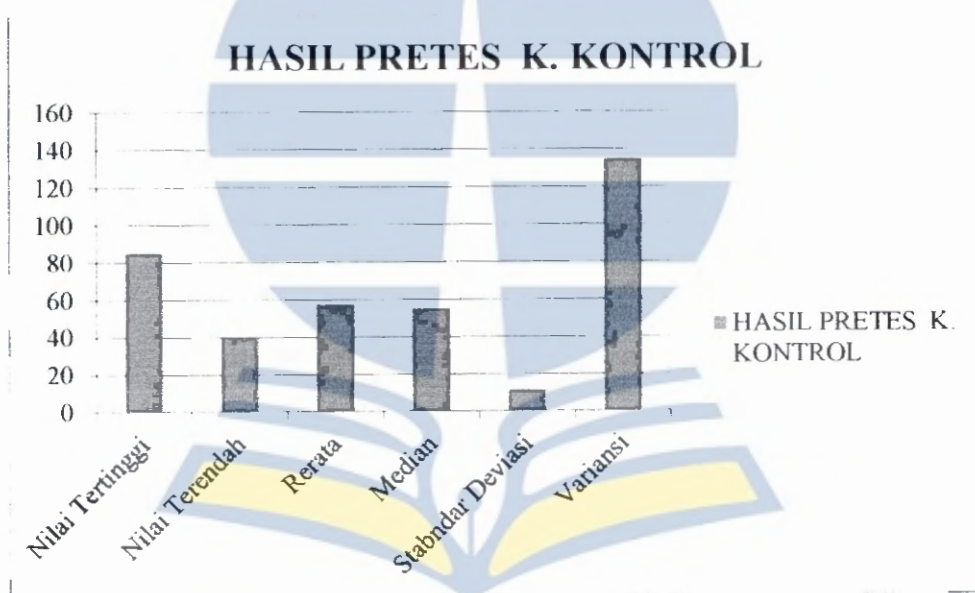 HASIL PRETES K. KONTROL
160
140
120
100
80
60
40
20
0
Nilai Tertinggi
Nilai Terendah
Rerata
Median
Stabndar Deviasi
Variansi
HASIL PRETES K.
KONTROL